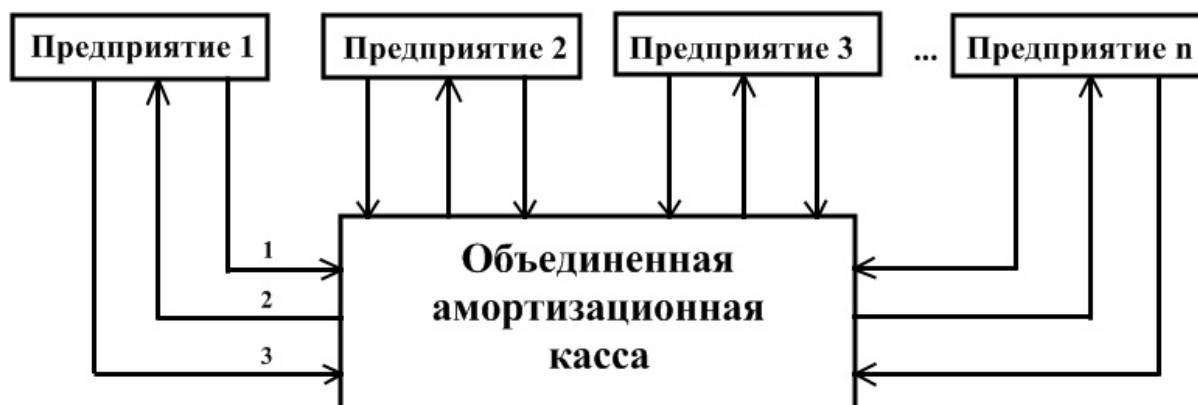 Предприятие 1
Предприятие 2
Предприятие 3
...
Предприятие n
1
2
3
Объединенная
амортизационная
касса